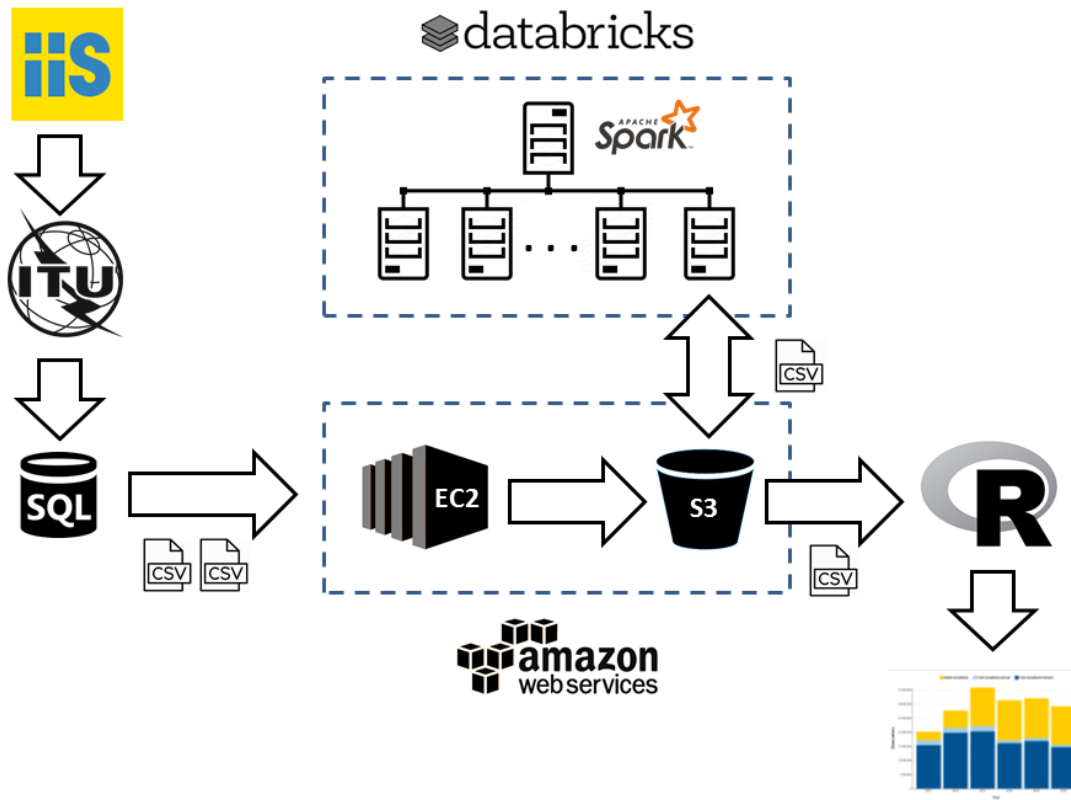 iis
databricks
APACHE
Spark
ITU
CSV
SQL
EC2
S3
R
CSV
CSV
CSV
amazon
web services